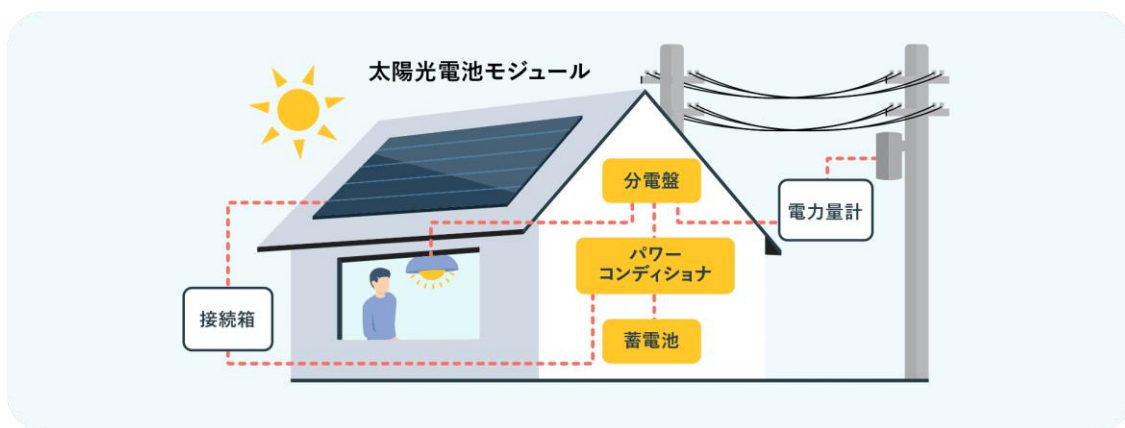 太陽光電池モジュール
分電盤
電力量計
パワー
コンディショナ
接続箱
蓄電池